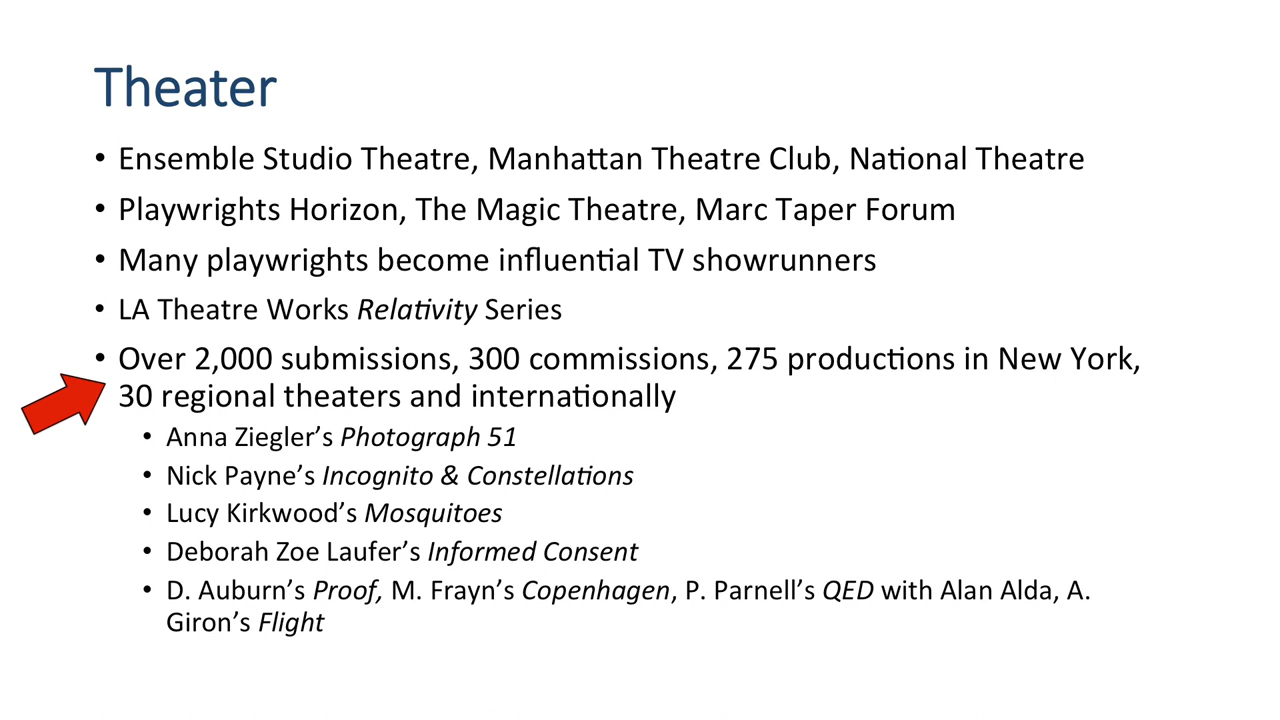 Theater
• Ensemble Studio Theatre, Manhattan Theatre Club, National Theatre
• Playwrights Horizon, The Magic Theatre, Marc Taper Forum
• Many playwrights become influential TV showrunners
• LA Theatre Works Relativity Series
• Over 2,000 submissions, 300 commissions, 275 productions in New York,
30 regional theaters and internationally
• Anna Ziegler’s Photograph 51
• Nick Payne’s Incognito & Constellations
• Lucy Kirkwood’s Mosquitoes
• Deborah Zoe Laufer’s Informed Consent
• D. Auburn’s Proof, M. Frayn’s Copenhagen, P. Parnell’s QED with Alan Alda, A.
Giron’s Flight